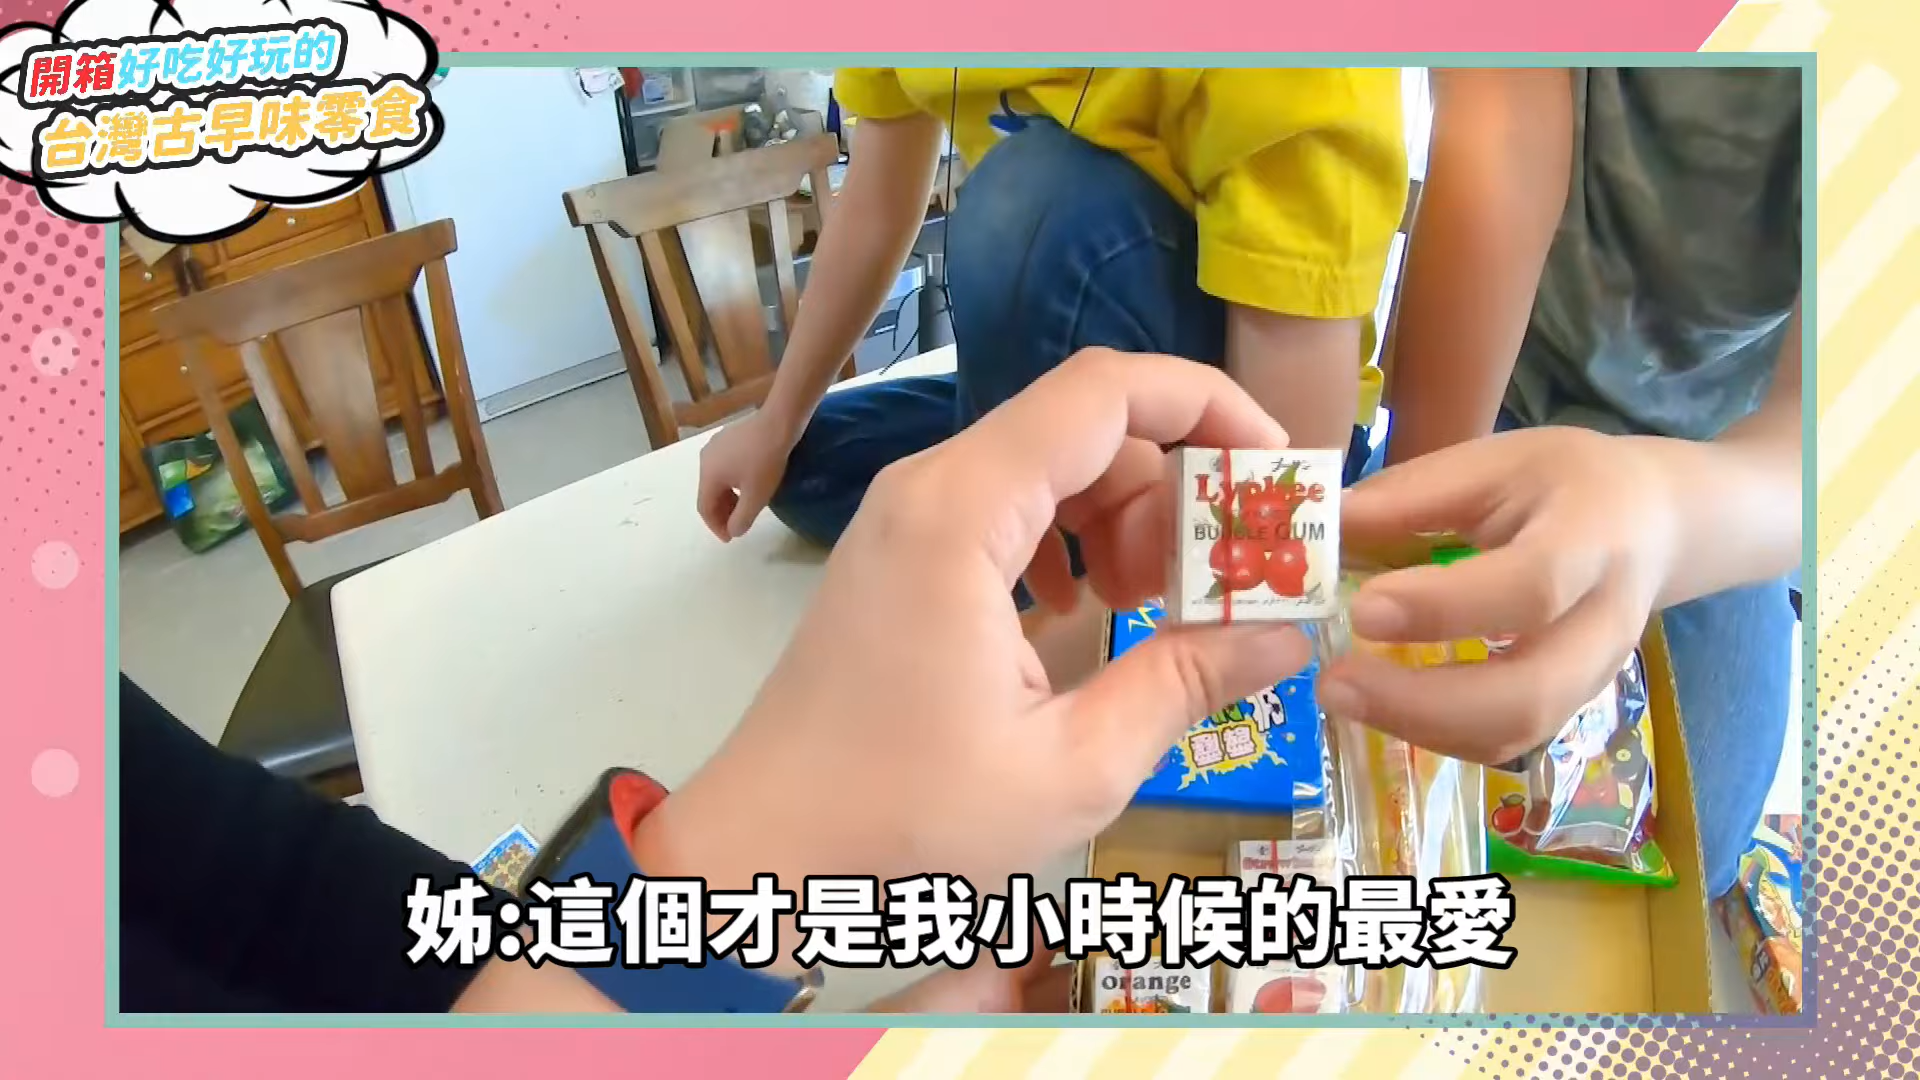 開箱好吃好玩的
台灣古早味零食
Lychee
BUBBLE GUM
orange
姊:這個才是我小時候的最愛